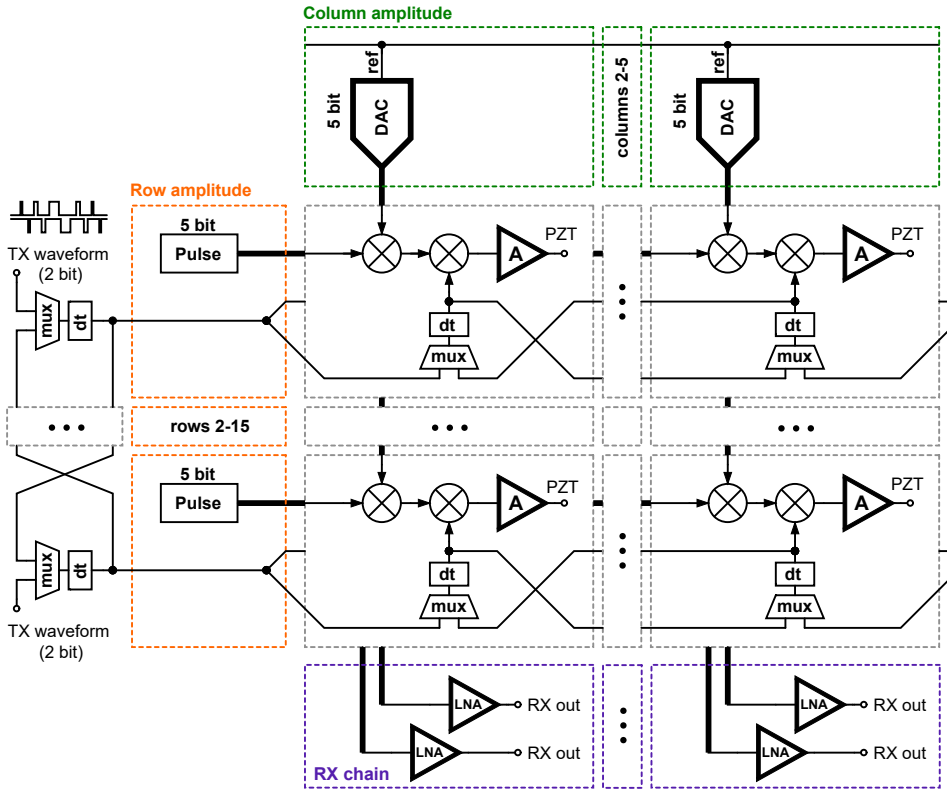 Column amplitude
ref
5 bit
DAC
columns 2-5
ref
5 bit
DAC
Row amplitude
TX waveform
(2 bit)
mux
dt
5 bit
Pulse
A
PZT
• • •
A
PZT
dt
mux
dt
mux
• • •
rows 2-15
• • •
• • •
5 bit
Pulse
A
PZT
• • •
A
PZT
mux
dt
dt
mux
dt
mux
TX waveform
(2 bit)
LNA
RX out
LNA
RX out
• • •
LNA
RX out
LNA
RX out
RX chain